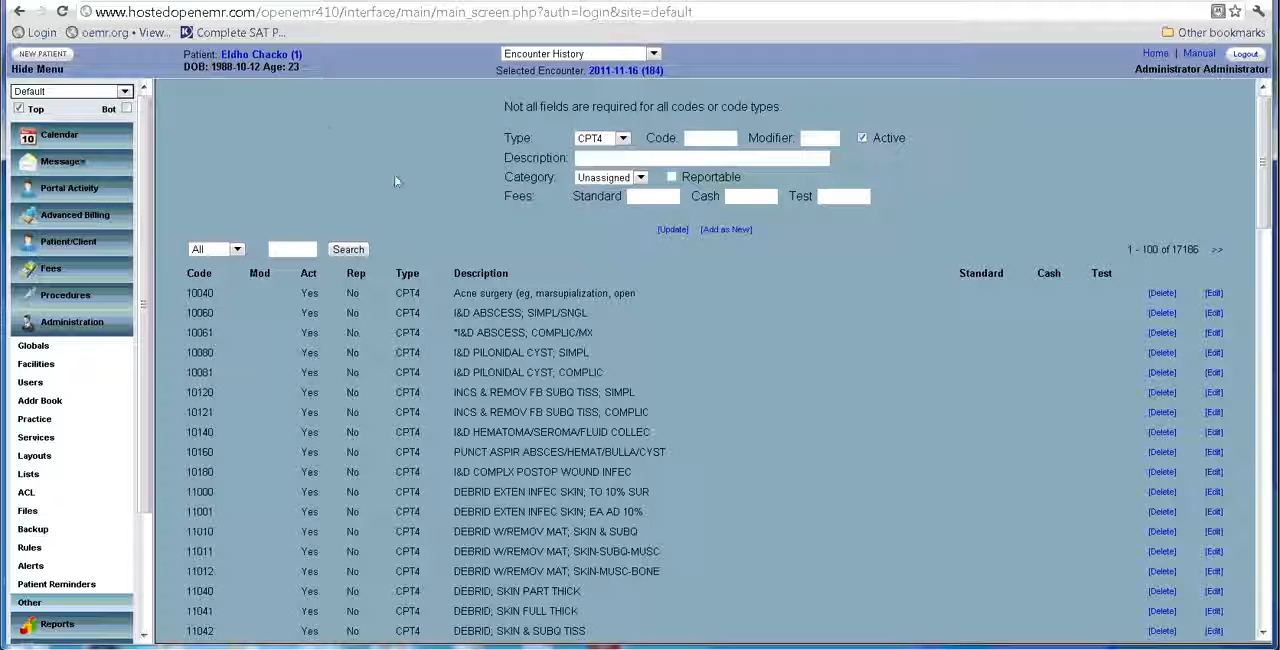 www.hostedopenemr.com/openemr410/interface/main/main_screen.php?auth=login&site=default
Login oemr.org • View... Complete SAT P... Other bookmarks
NEW PATIENT Patient: Eldho Chacko (1) Encounter History Home | Manual Logout
Hide Menu DOB: 1988-10-12 Age: 23 Selected Encounter: 2011-11-16 (184) Administrator Administrator
Default
Top Bot
Calendar
Messages
Portal Activity
Advanced Billing
Patient/Client
Fees
Procedures
Administration
Globals
Facilities
Users
Addr Book
Practice
Services
Layouts
Lists
ACL
Files
Backup
Rules
Alerts
Patient Reminders
Other
Reports
Not all fields are required for all codes or code types.
Type: CPT4 Code: Modifier: Active
Description:
Category: Unassigned Reportable
Fees: Standard Cash Test
[Update] [Add as New]
All Search 1 - 100 of 17186 >>
Code Mod Act Rep Type Description Standard Cash Test
10040 Yes No CPT4 Acne surgery (eg, marsupialization, open [Delete] [Edit]
10060 Yes No CPT4 I&D ABSCESS; SIMPL/SNGL [Delete] [Edit]
10061 Yes No CPT4 *I&D ABSCESS; COMPLIC/MX [Delete] [Edit]
10080 Yes No CPT4 I&D PILONIDAL CYST; SIMPL [Delete] [Edit]
10081 Yes No CPT4 I&D PILONIDAL CYST; COMPLIC [Delete] [Edit]
10120 Yes No CPT4 INCS & REMOV FB SUBQ TISS; SIMPL [Delete] [Edit]
10121 Yes No CPT4 INCS & REMOV FB SUBQ TISS; COMPLIC [Delete] [Edit]
10140 Yes No CPT4 I&D HEMATOMA/SEROMA/FLUID COLLEC [Delete] [Edit]
10160 Yes No CPT4 PUNCT ASPIR ABSCES/HEMAT/BULLA/CYST [Delete] [Edit]
10180 Yes No CPT4 I&D COMPLX POSTOP WOUND INFEC [Delete] [Edit]
11000 Yes No CPT4 DEBRID EXTEN INFEC SKIN; TO 10% SUR [Delete] [Edit]
11001 Yes No CPT4 DEBRID EXTEN INFEC SKIN; EA AD 10% [Delete] [Edit]
11010 Yes No CPT4 DEBRID W/REMOV MAT; SKIN & SUBQ [Delete] [Edit]
11011 Yes No CPT4 DEBRID W/REMOV MAT; SKIN-SUBQ-MUSC [Delete] [Edit]
11012 Yes No CPT4 DEBRID W/REMOV MAT; SKIN-MUSC-BONE [Delete] [Edit]
11040 Yes No CPT4 DEBRID; SKIN PART THICK [Delete] [Edit]
11041 Yes No CPT4 DEBRID; SKIN FULL THICK [Delete] [Edit]
11042 Yes No CPT4 DEBRID; SKIN & SUBQ TISS [Delete] [Edit]